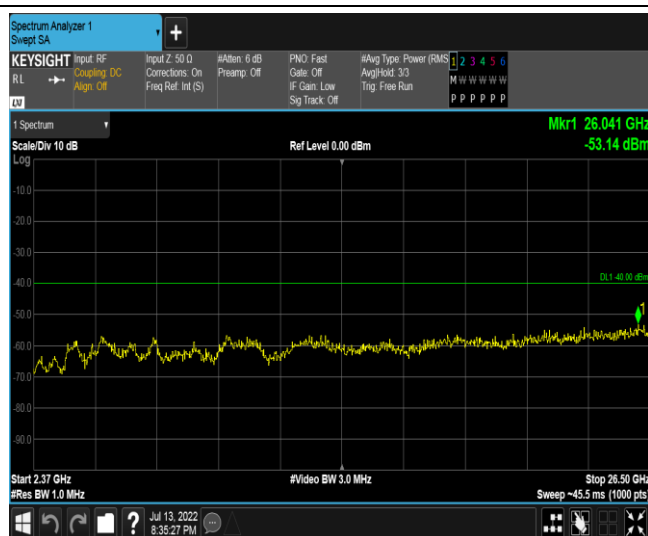 Spectrum Analyzer 1
Swept SA
+
KEYSIGHT
RL
LXI
Input: RF
Coupling: DC
Align: Off
Input Z: 50 Ω
Corrections: On
Freq Ref: Int (S)
#Atten: 6 dB
Preamp: Off
PNO: Fast
Gate: Off
IF Gain: Low
Sig Track: Off
#Avg Type: Power (RMS
Avg|Hold: 3/3
Trig: Free Run
1 2 3 4 5 6
M W W W W W
P P P P P P
1 Spectrum
Mkr1 26.041 GHz
Scale/Div 10 dB
Ref Level 0.00 dBm
-53.14 dBm
Log
-10.0
-20.0
-30.0
DL1 -40.00 dBm
-40.0
1
-50.0
-60.0
-70.0
-80.0
-90.0
Start 2.37 GHz
#Video BW 3.0 MHz
Stop 26.50 GHz
#Res BW 1.0 MHz
Sweep ~45.5 ms (1000 pts)
?
Jul 13, 2022
8:35:27 PM